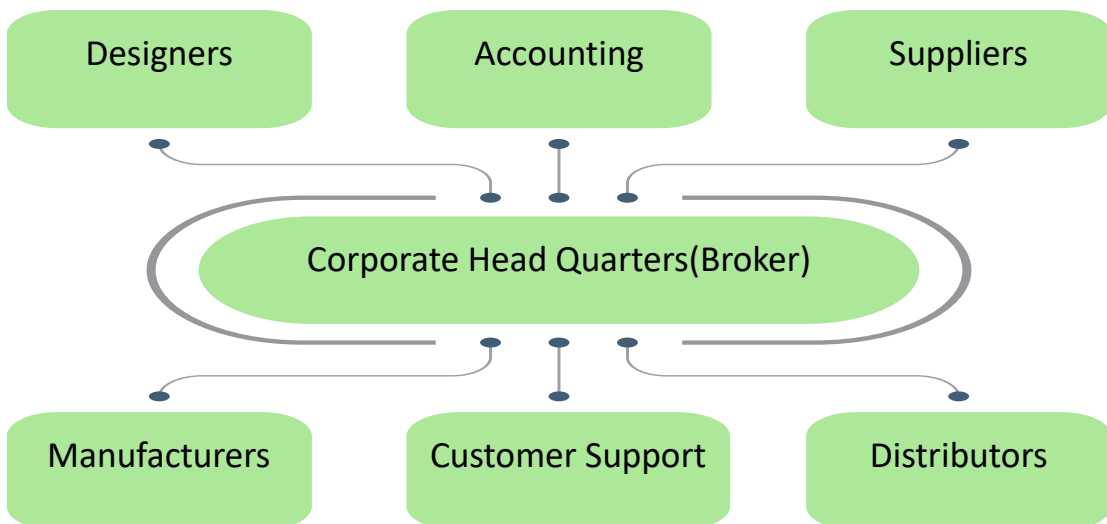 Designers
Accounting
Suppliers
Corporate Head Quarters(Broker)
Manufacturers
Customer Support
Distributors